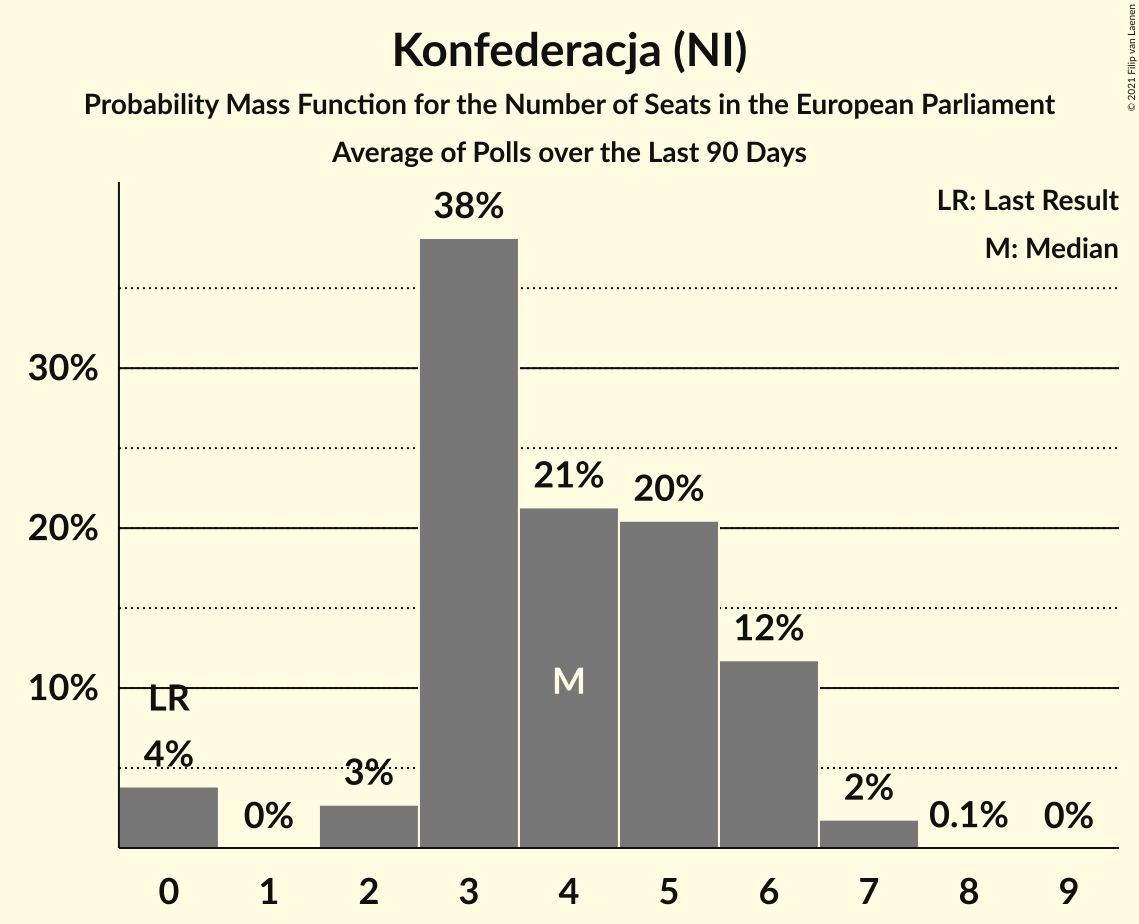 Konfederacja (NI)
Probability Mass Function for the Number of Seats in the European Parliament
Average of Polls over the Last 90 Days
© 2021 Filip van Laenen
LR: Last Result
M: Median
38%
30%
21%
20%
20%
12%
10%
LR
M
4%
0%
3%
2%
0.1%
0%
0 1 2 3 4 5 6 7 8 9